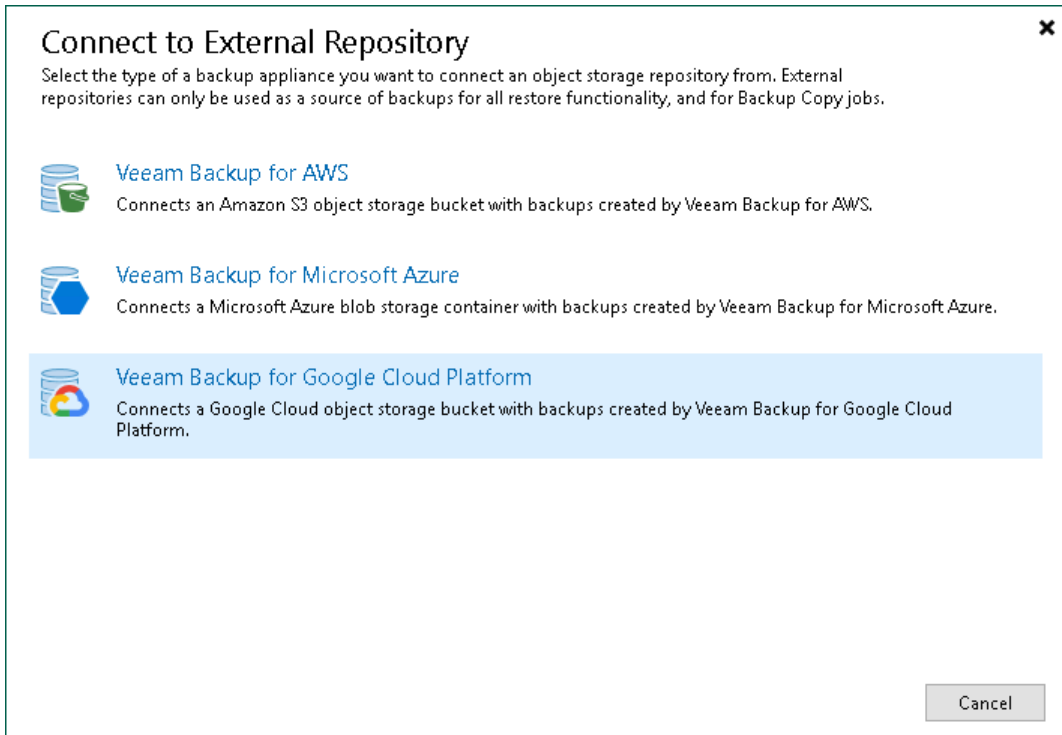 Connect to External Repository
Select the type of a backup appliance you want to connect an object storage repository from. External
repositories can only be used as a source of backups for all restore functionality, and for Backup Copy jobs.
Veeam Backup for AWS
Connects an Amazon S3 object storage bucket with backups created by Veeam Backup for AWS.
Veeam Backup for Microsoft Azure
Connects a Microsoft Azure blob storage container with backups created by Veeam Backup for Microsoft Azure.
Veeam Backup for Google Cloud Platform
Connects a Google Cloud object storage bucket with backups created by Veeam Backup for Google Cloud
Platform.
Cancel